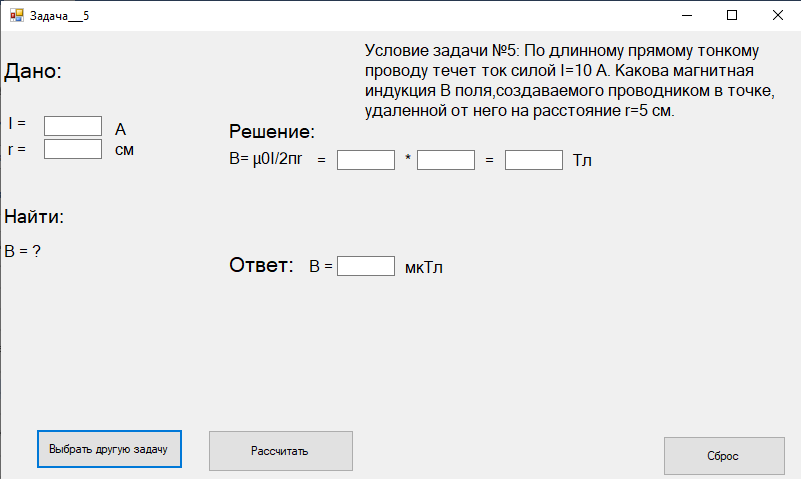 Задача___5
Условие задачи №5: По длинному прямому тонкому
проводу течет ток силой I=10 А. Какова магнитная
индукция B поля,создаваемого проводником в точке,
удаленной от него на расстояние r=5 см.
Дано:
I = А
r = см
Решение:
B= µ0I/2πr = * = Тл
Найти:
B = ?
Ответ: B = мкТл
Выбрать другую задачу
Рассчитать
Сброс